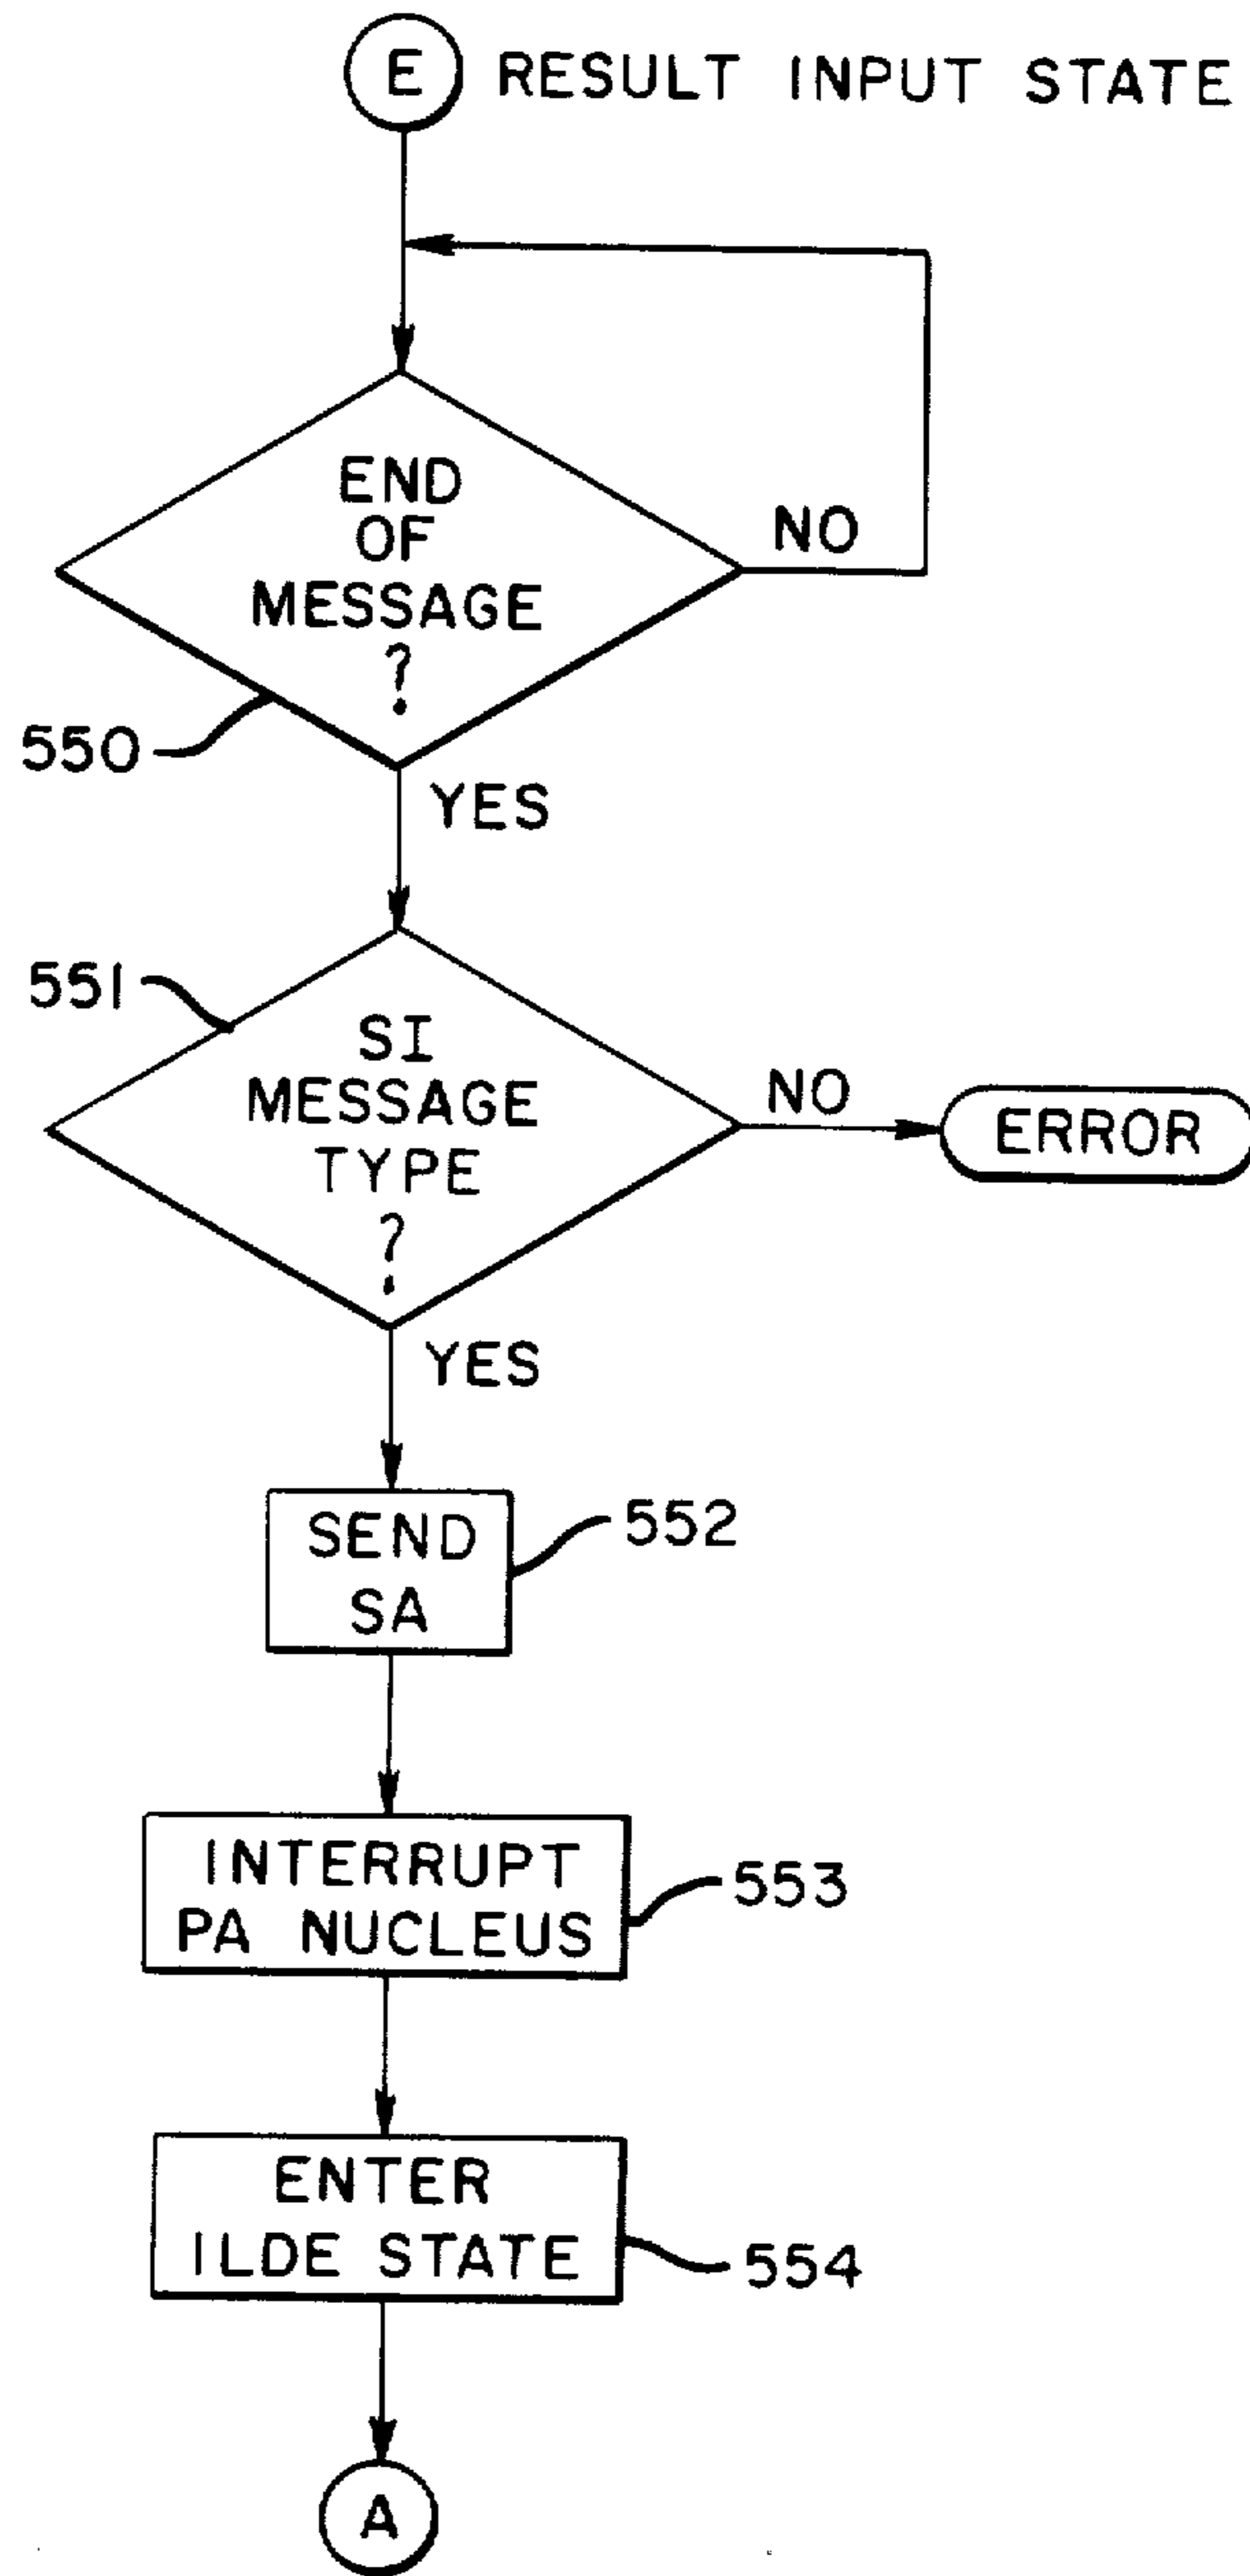 E RESULT INPUT STATE
END
OF
MESSAGE
?
NO
550
YES
551
SI
MESSAGE
TYPE
?
NO
ERROR
YES
SEND
SA
552
INTERRUPT
PA NUCLEUS
553
ENTER
ILDE STATE
554
A